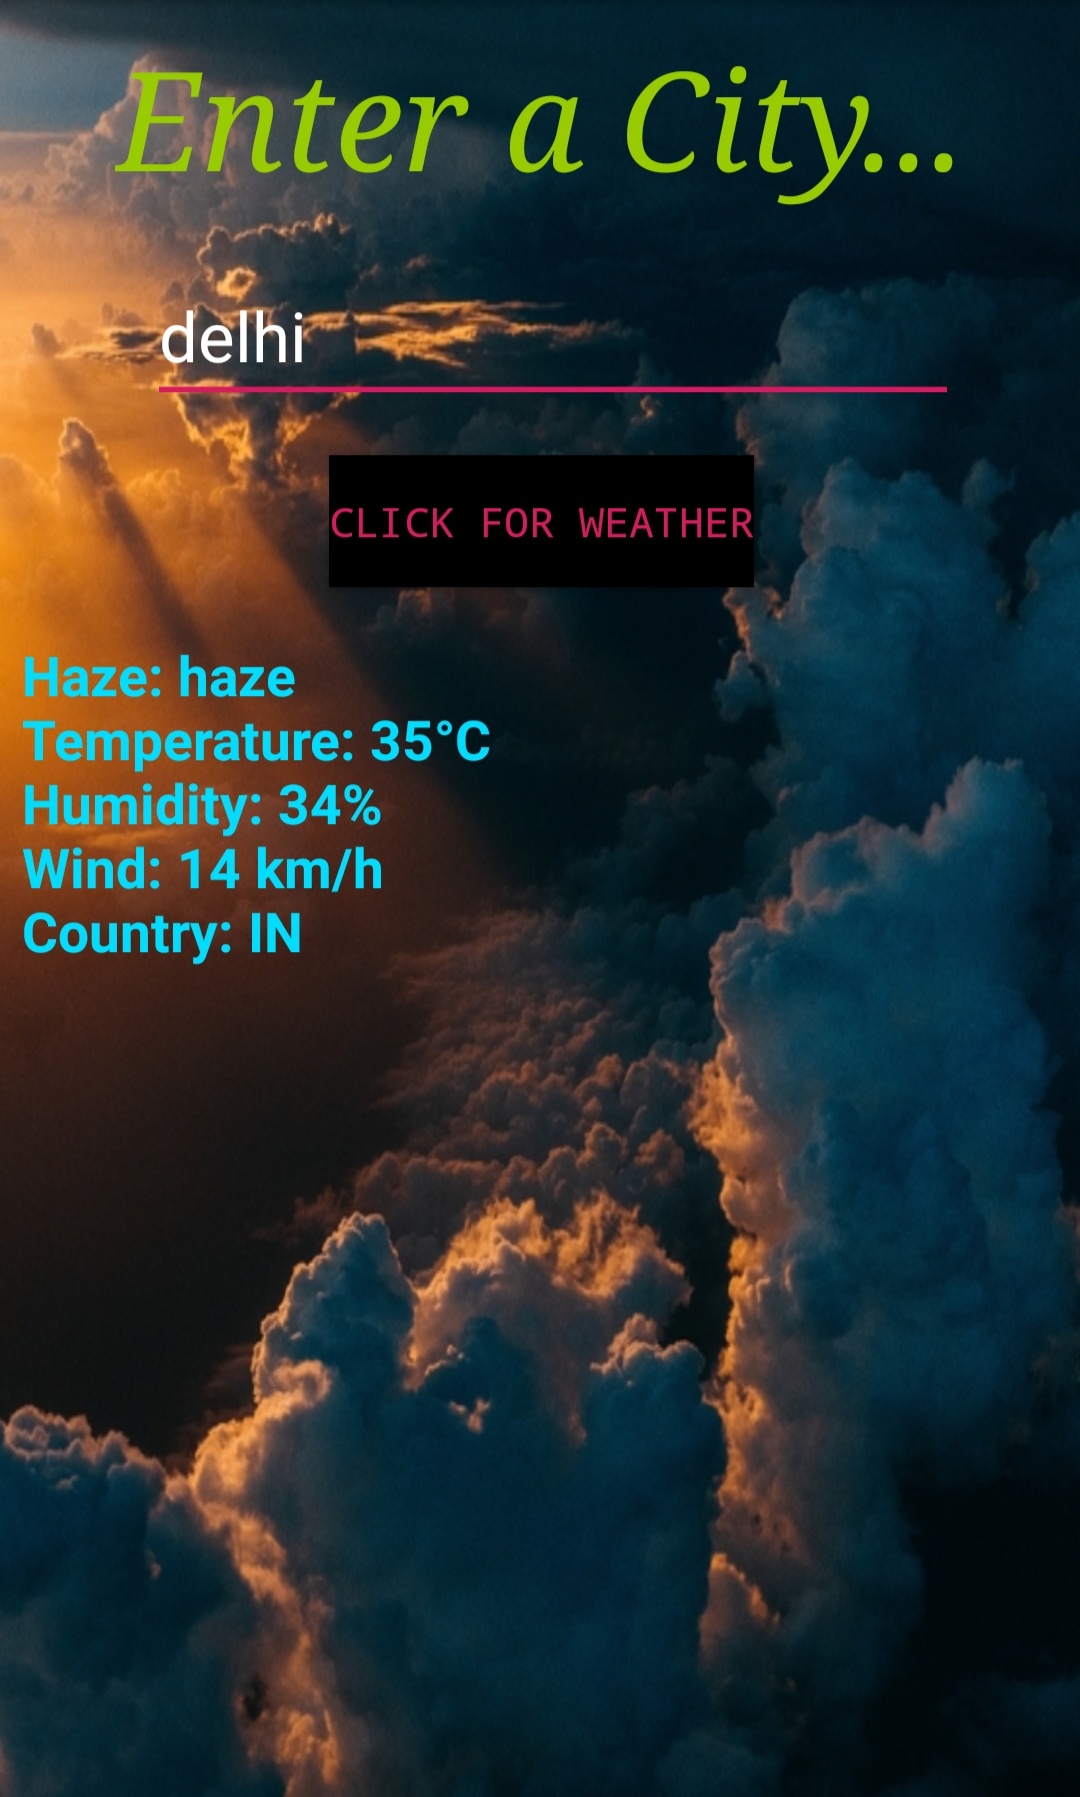 Enter a City...
delhi
CLICK FOR WEATHER
Haze: haze
Temperature: 35°C
Humidity: 34%
Wind: 14 km/h
Country: IN